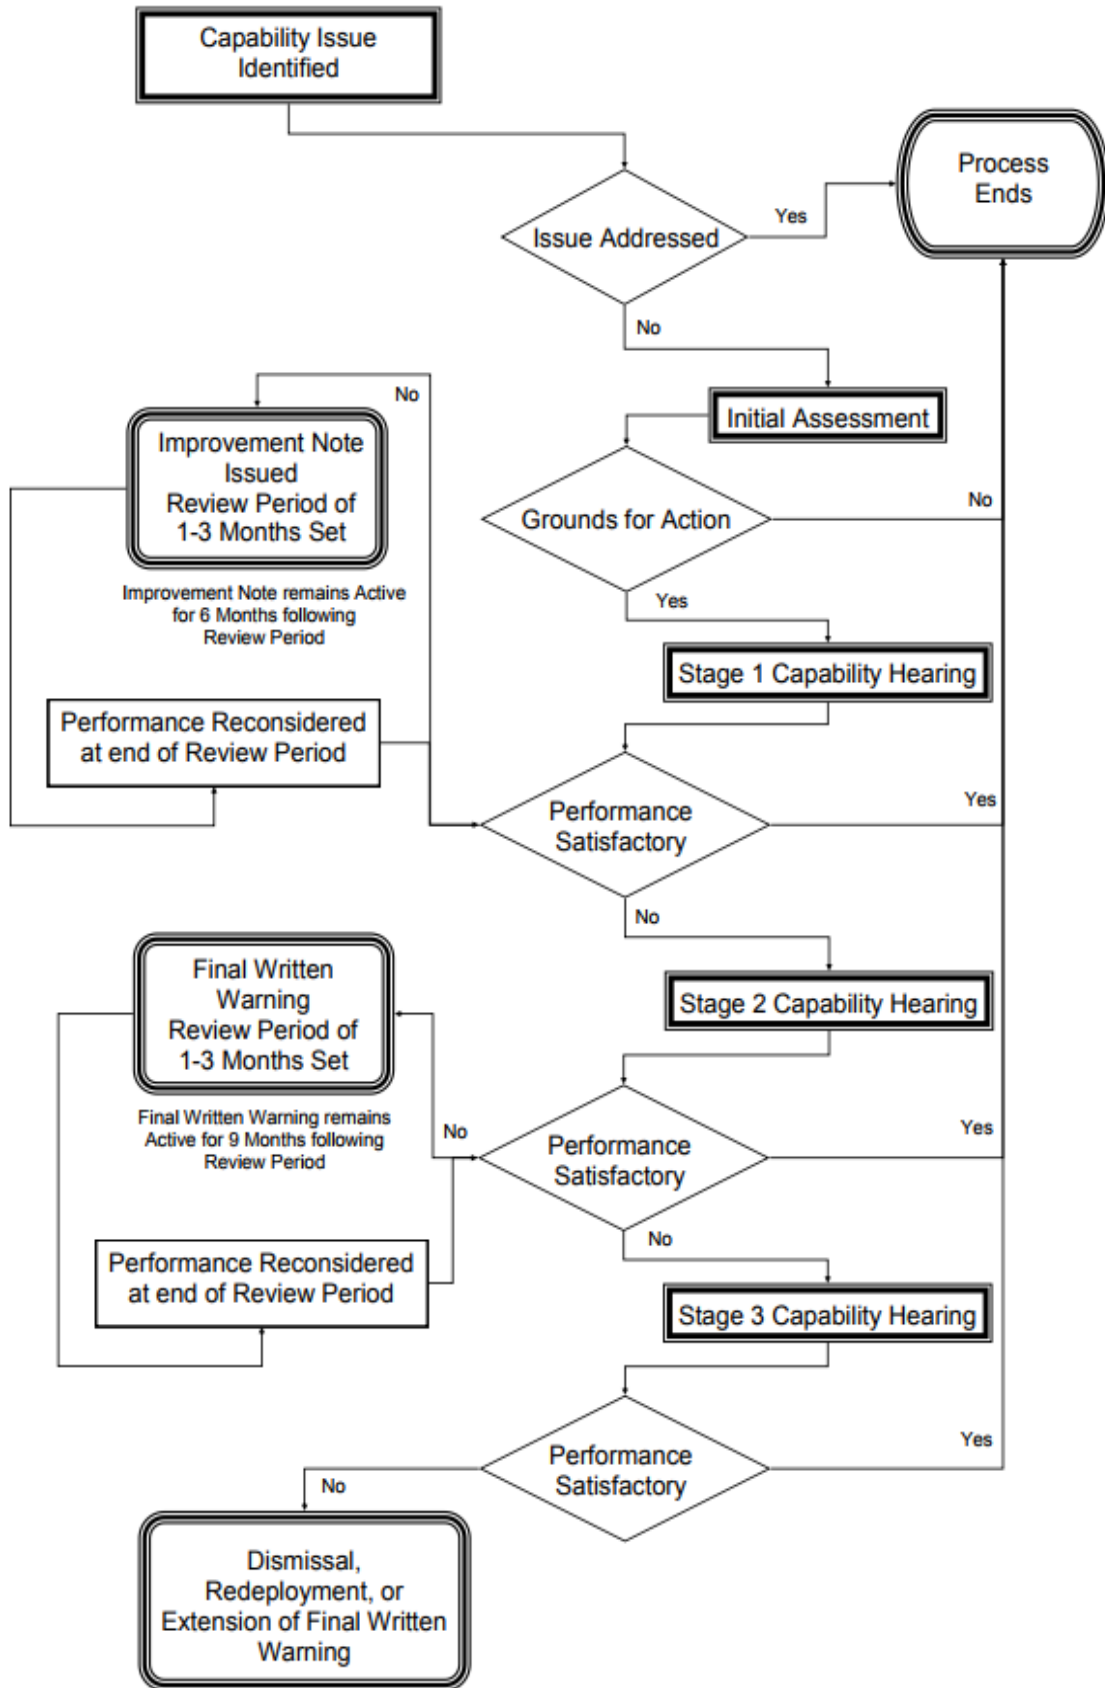 Capability Issue
Identified
Process
Ends
Yes
Issue Addressed
No
No
Initial Assessment
Improvement Note
Issued
Review Period of
1-3 Months Set
Grounds for Action
No
Improvement Note remains Active
for 6 Months following
Review Period
Yes
Stage 1 Capability Hearing
Performance Reconsidered
at end of Review Period
Performance
Satisfactory
Yes
No
Final Written
Warning
Review Period of
1-3 Months Set
Stage 2 Capability Hearing
Final Written Warning remains
Active for 9 Months following
Review Period
No
Performance
Satisfactory
Yes
No
Performance Reconsidered
at end of Review Period
Stage 3 Capability Hearing
Performance
Satisfactory
Yes
No
Dismissal,
Redeployment, or
Extension of Final Written
Warning